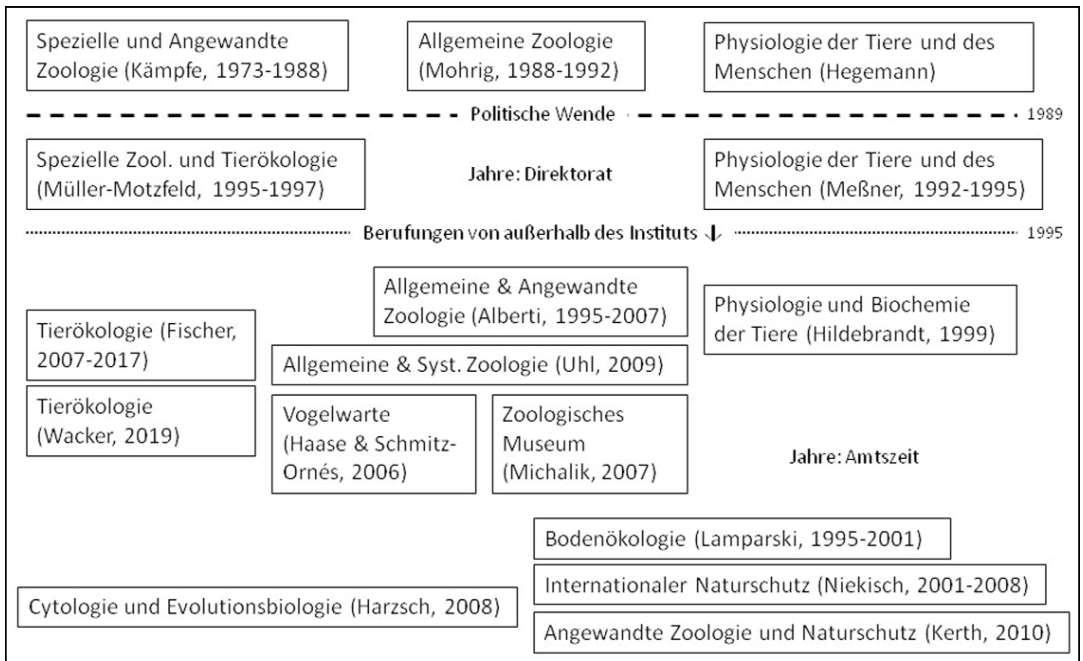 Spezielle und Angewandte
Zoologie (Kämpfe, 1973-1988)
Allgemeine Zoologie
(Mohrig, 1988-1992)
Physiologie der Tiere und des
Menschen (Hegemann)
Politische Wende
1989
Spezielle Zool. und Tierökologie
(Müller-Motzfeld, 1995-1997)
Jahre: Direktorat
Physiologie der Tiere und des
Menschen (Meßner, 1992-1995)
Berufungen von außerhalb des Instituts ↓
1995
Allgemeine & Angewandte
Zoologie (Alberti, 1995-2007)
Physiologie und Biochemie
der Tiere (Hildebrandt, 1999)
Tierökologie (Fischer,
2007-2017)
Allgemeine & Syst. Zoologie (Uhl, 2009)
Tierökologie
(Wacker, 2019)
Vogelwarte
(Haase & Schmitz-
Ornés, 2006)
Zoologisches
Museum
(Michalik, 2007)
Jahre: Amtszeit
Bodenökologie (Lamparski, 1995-2001)
Internationaler Naturschutz (Niekisch, 2001-2008)
Cytologie und Evolutionsbiologie (Harzsch, 2008)
Angewandte Zoologie und Naturschutz (Kerth, 2010)